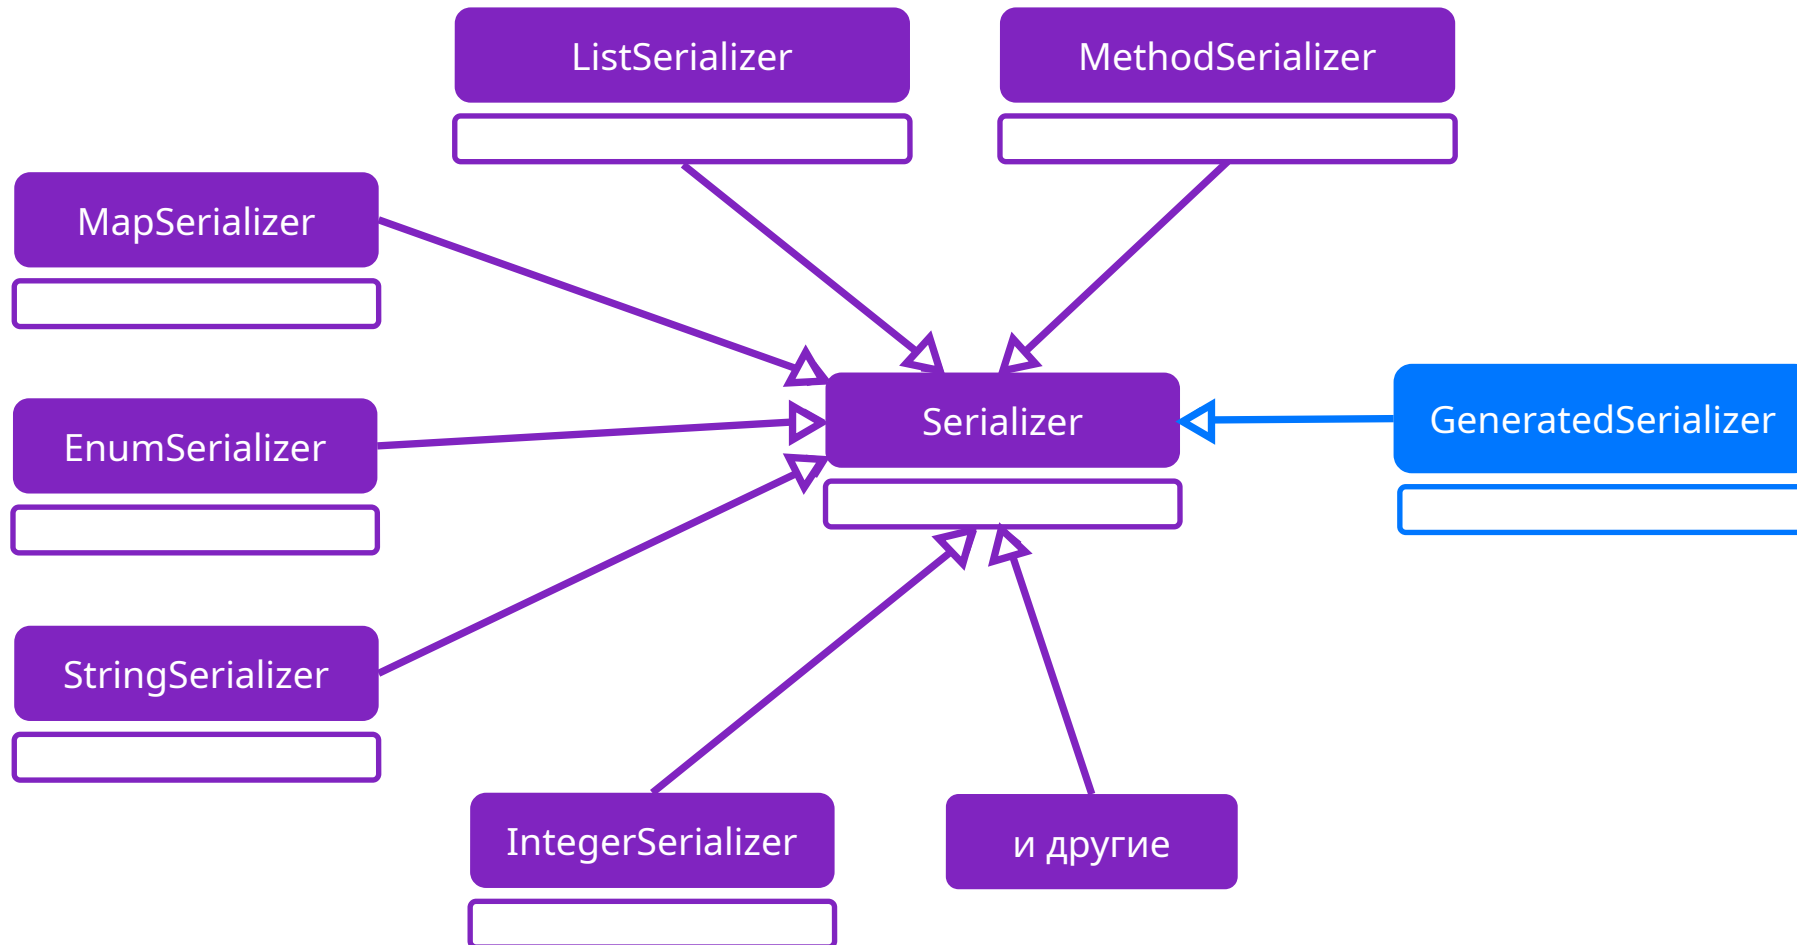 ListSerializer
MethodSerializer
MapSerializer
Serializer
GeneratedSerializer
EnumSerializer
StringSerializer
IntegerSerializer
и другие